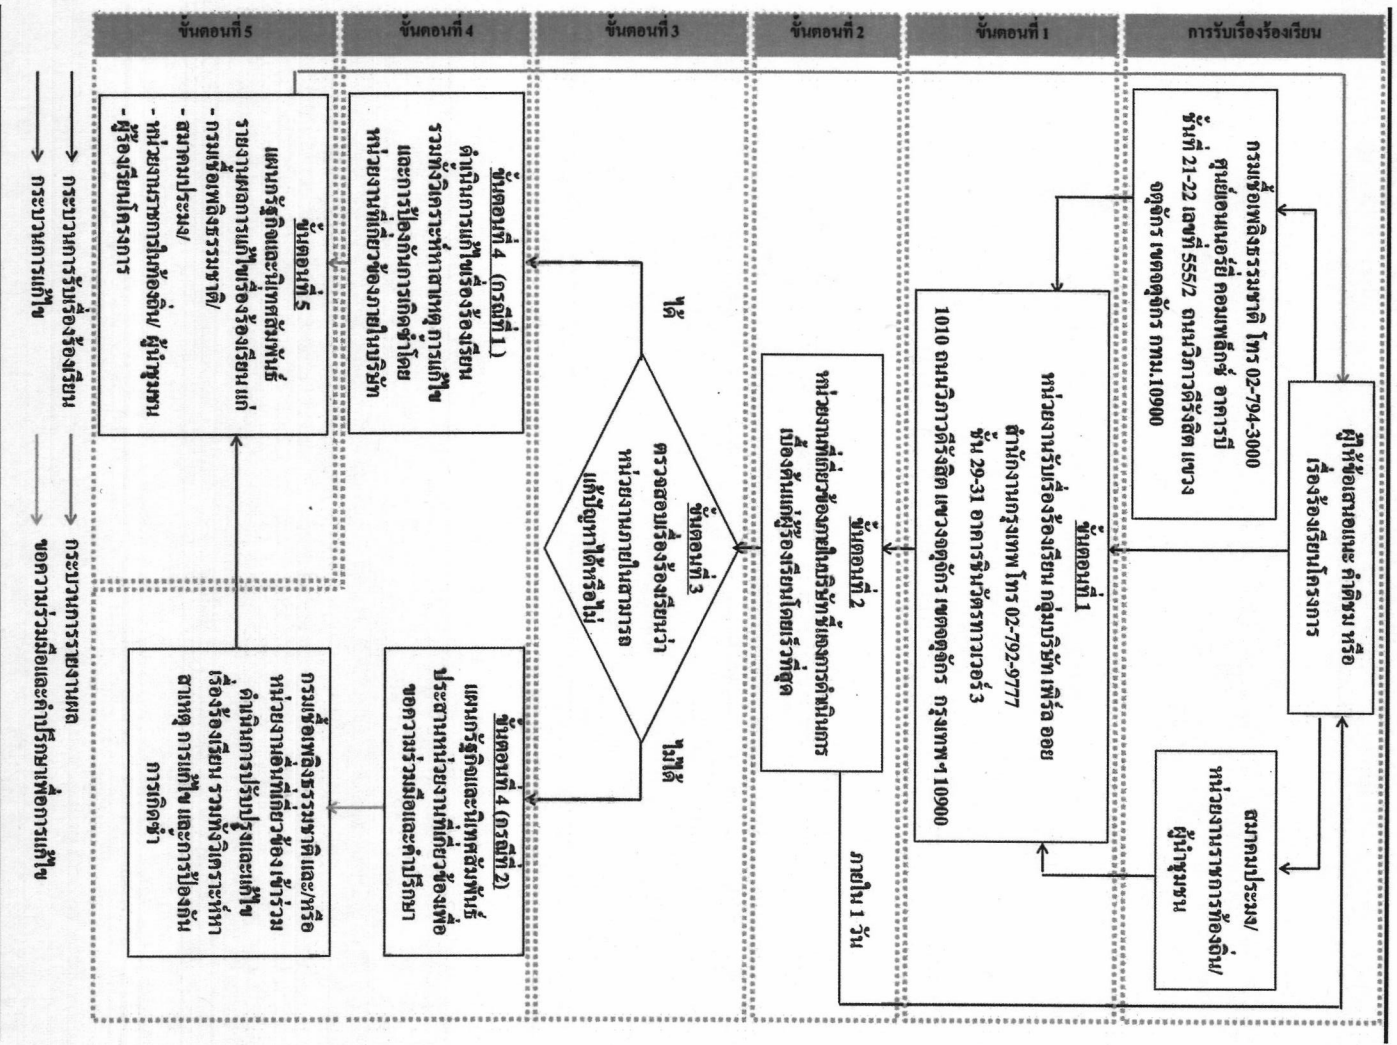 การรับเรื่องร้องเรียน
ผู้ให้ข้อเสนอแนะ คำติชม หรือ
เรื่องร้องเรียนโครงการ
กรมเชื้อเพลิงธรรมชาติ โทร 02-794-3000
ศูนย์เอนเนอร์ยี่ คอมเพล็กซ์ อาคารบี
ชั้นที่ 21-22 เลขที่ 555/2 ถนนวิภาวดีรังสิต แขวง
จตุจักร เขตจตุจักร กทม.10900
สมาคมประมง/
หน่วยงานราชการท้องถิ่น/
ผู้นำชุมชน
ขั้นตอนที่ 1
ขั้นตอนที่ 1
หน่วยงานรับเรื่องร้องเรียน กลุ่มบริษัท เพิร์ล ออย
สำนักงานกรุงเทพ โทร 02-792-9777
ชั้น 29-31 อาคารชินวัตรทาวเวอร์ 3
1010 ถนนวิภาวดีรังสิต แขวงจตุจักร เขตจตุจักร กรุงเทพฯ 10900
ขั้นตอนที่ 2
ขั้นตอนที่ 2
หน่วยงานที่เกี่ยวข้องภายในบริษัทชี้แจงการดำเนินการ
เบื้องต้นแก่ผู้ร้องเรียนโดยเร็วที่สุด
ภายใน 1 วัน
ขั้นตอนที่ 3
ขั้นตอนที่ 3
ตรวจสอบเรื่องร้องเรียนว่า
หน่วยงานภายในสามารถ
แก้ปัญหาได้หรือไม่
ได้
ไม่ได้
ขั้นตอนที่ 4
ขั้นตอนที่ 4 (กรณีที่ 1)
ดำเนินการแก้ไขเรื่องร้องเรียน
รวมทั้งวิเคราะห์หาสาเหตุ การแก้ไข
และการป้องกันการเกิดซ้ำโดย
หน่วยงานที่เกี่ยวข้องภายในบริษัท
ขั้นตอนที่ 4 (กรณีที่ 2)
แผนกรัฐกิจและนิเทศสัมพันธ์
ประสานหน่วยงานที่เกี่ยวข้องเพื่อ
ขอความร่วมมือและคำปรึกษา
ขั้นตอนที่ 5
ขั้นตอนที่ 5
แผนกรัฐกิจและนิเทศสัมพันธ์
รายงานผลการแก้ไขเรื่องร้องเรียน แก่
- กรมเชื้อเพลิงธรรมชาติ/
- สมาคมประมง/
- หน่วยงานราชการในท้องถิ่น/ ผู้นำชุมชน
- ผู้ร้องเรียนโครงการ
กรมเชื้อเพลิงธรรมชาติ และ/หรือ
หน่วยงานอื่นที่เกี่ยวข้อง เข้าร่วม
ดำเนินการปรับปรุงและแก้ไข
เรื่องร้องเรียน รวมทั้งวิเคราะห์หา
สาเหตุ การแก้ไข และการป้องกัน
การเกิดซ้ำ
กระบวนการรับเรื่องร้องเรียน
กระบวนการรายงานผล
กระบวนการแก้ไข
ขอความร่วมมือและคำปรึกษาเพื่อการแก้ไข